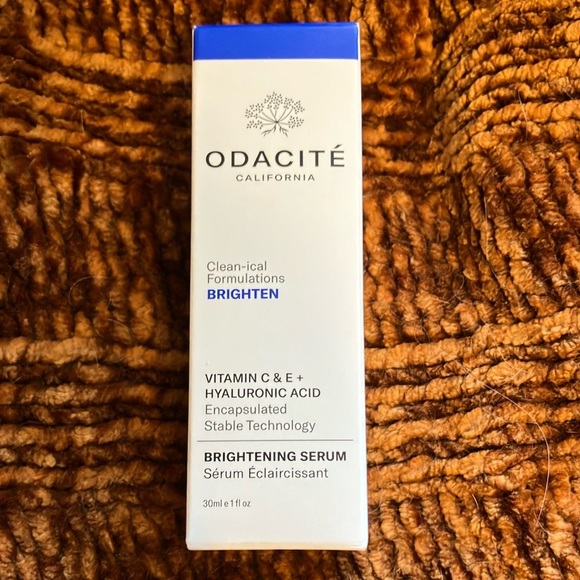 ODACITÉ
CALIFORNIA
Clean-ical
Formulations
BRIGHTEN
VITAMIN C & E +
HYALURONIC ACID
Encapsulated
Stable Technology
BRIGHTENING SERUM
Sérum Éclaircissant
30ml e 1 fl oz